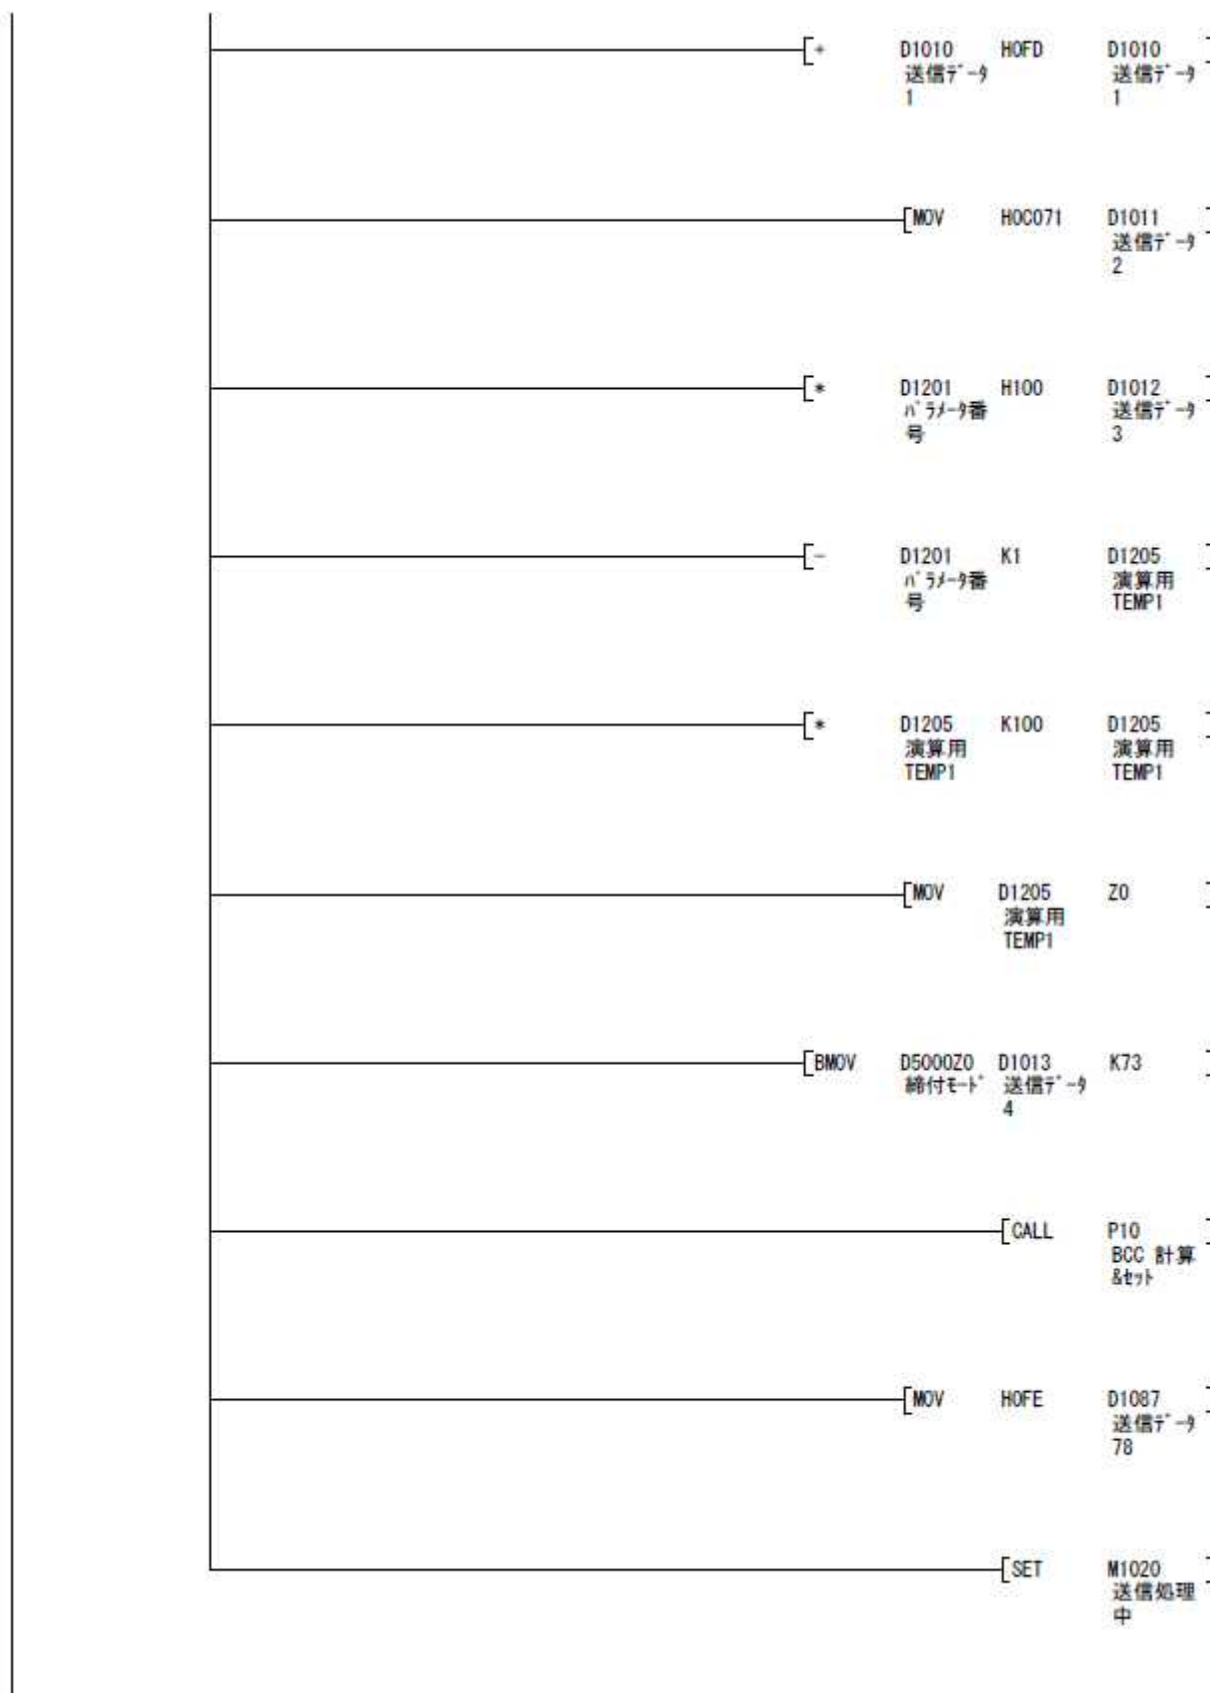 [+ D1010 H0FD D1010 ]
送信ﾃﾞｰﾀ 送信ﾃﾞｰﾀ
1 1
[MOV H0C071 D1011 ]
送信ﾃﾞｰﾀ
2
[* D1201 H100 D1012 ]
ﾊﾟﾗﾒｰﾀ番 送信ﾃﾞｰﾀ
号 3
[- D1201 K1 D1205 ]
ﾊﾟﾗﾒｰﾀ番 演算用
号 TEMP1
[* D1205 K100 D1205 ]
演算用 演算用
TEMP1 TEMP1
[MOV D1205 Z0 ]
演算用
TEMP1
[BMOV D5000Z0 D1013 K73 ]
締付ﾓｰﾄﾞ 送信ﾃﾞｰﾀ
4
[CALL P10 ]
BCC 計算
&ｾｯﾄ
[MOV H0FE D1087 ]
送信ﾃﾞｰﾀ
78
[SET M1020 ]
送信処理
中